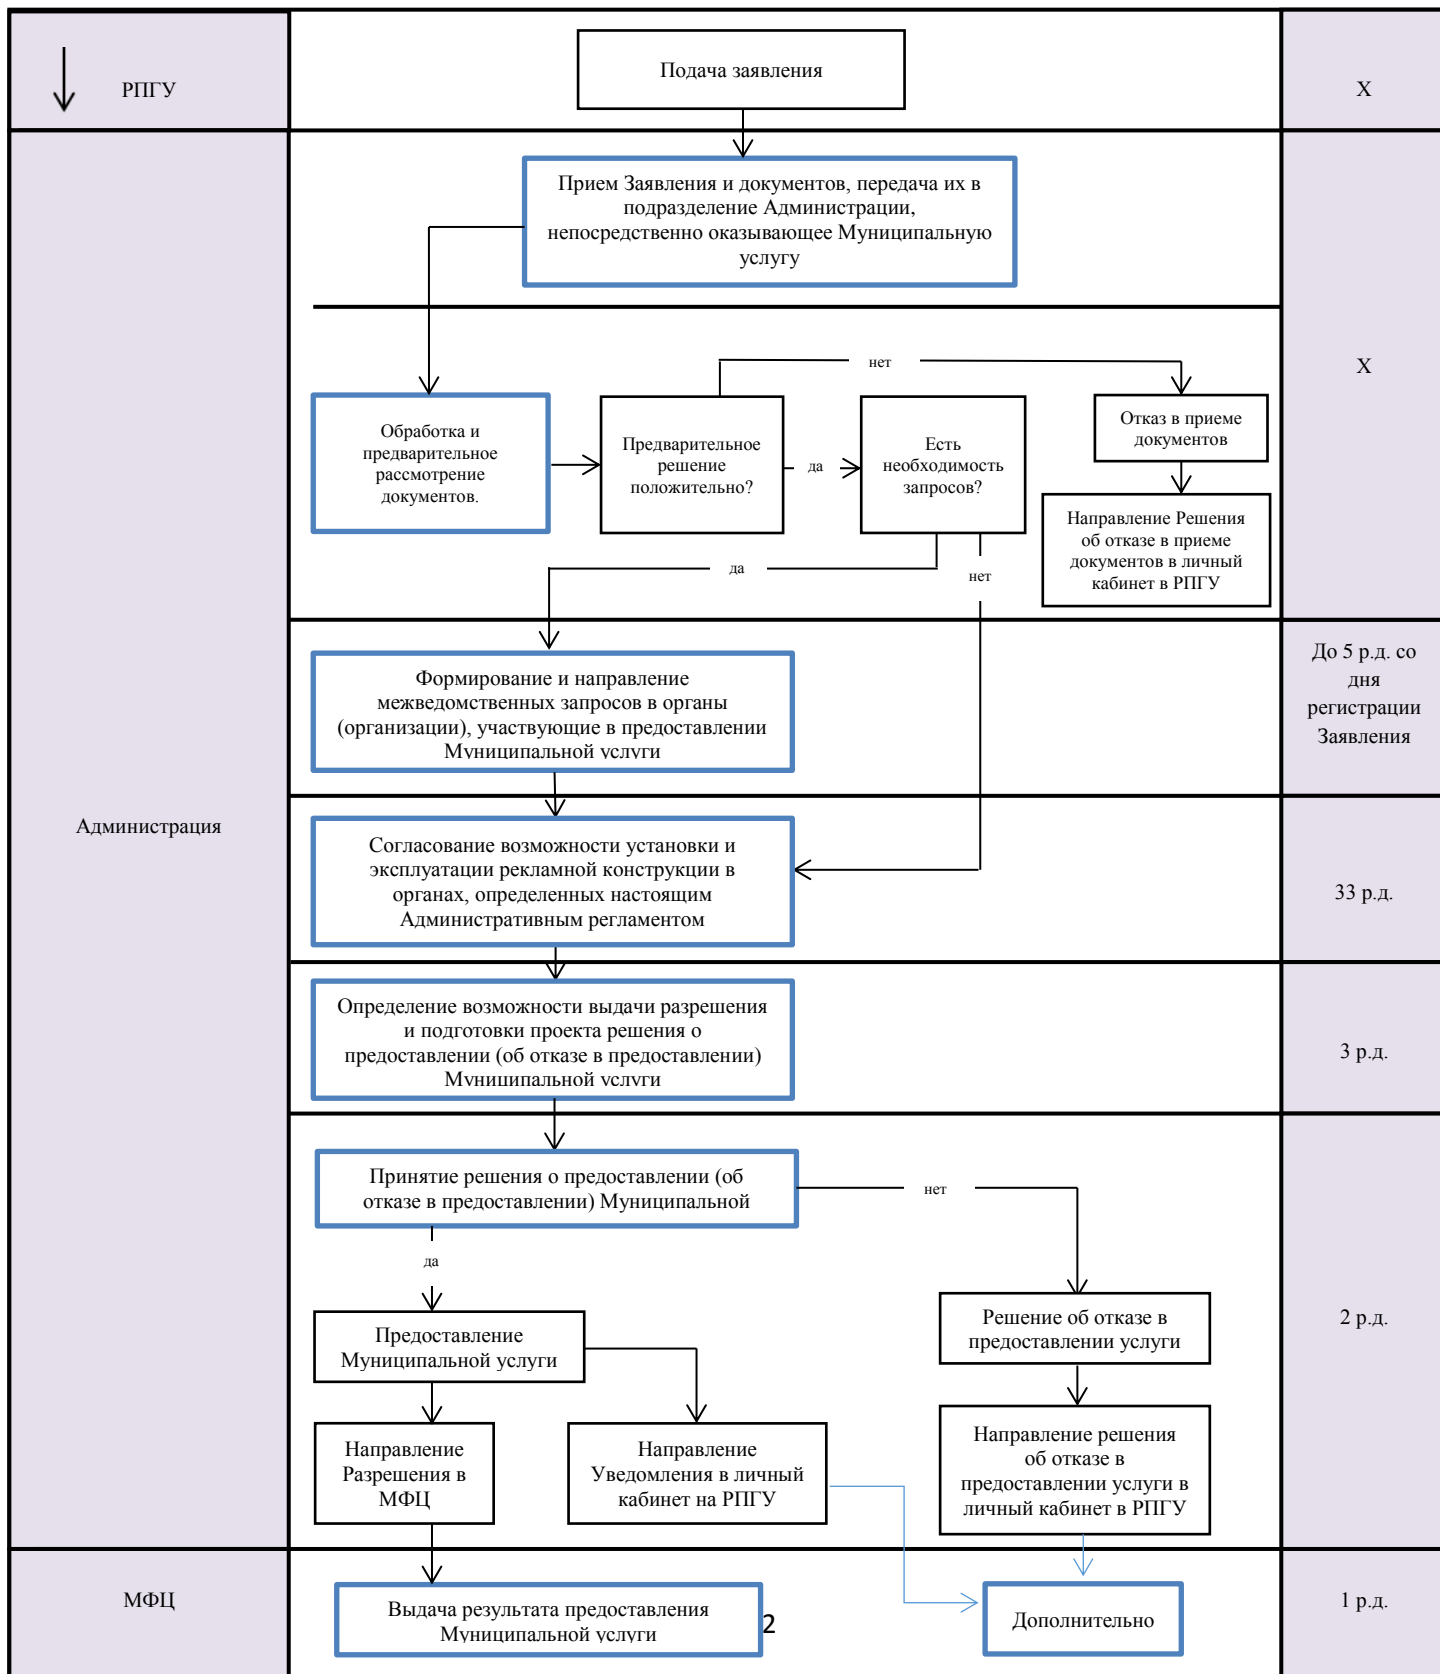 РПГУ
Подача заявления
X
Прием Заявления и документов, передача их в
подразделение Администрации,
непосредственно оказывающее Муниципальную
услугу
X
нет
Обработка и
предварительное
рассмотрение
документов.
Предварительное
решение
положительно?
да
Есть
необходимость
запросов?
Отказ в приеме
документов
Направление Решения
об отказе в приеме
документов в личный
кабинет в РПГУ
да
нет
Формирование и направление
межведомственных запросов в органы
(организации), участвующие в предоставлении
Муниципальной услуги
До 5 р.д. со
дня
регистрации
Заявления
Администрация
Согласование возможности установки и
эксплуатации рекламной конструкции в
органах, определенных настоящим
Административным регламентом
33 р.д.
Определение возможности выдачи разрешения
и подготовки проекта решения о
предоставлении (об отказе в предоставлении)
Муниципальной услуги
3 р.д.
Принятие решения о предоставлении (об
отказе в предоставлении) Муниципальной
нет
да
Предоставление
Муниципальной услуги
Решение об отказе в
предоставлении услуги
2 р.д.
Направление
Разрешения в
МФЦ
Направление
Уведомления в личный
кабинет на РПГУ
Направление решения
об отказе в
предоставлении услуги в
личный кабинет в РПГУ
МФЦ
Выдача результата предоставления
Муниципальной услуги
2
Дополнительно
1 р.д.